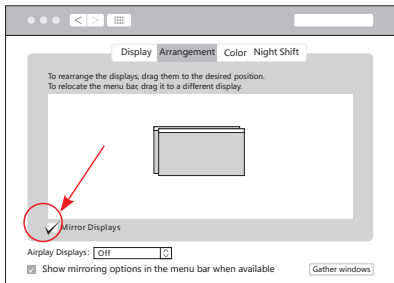 Display Arrangement Color Night Shift
To rearrange the displays, drag them to the desired position.
To relocate the menu bar, drag it to a different display.
Mirror Displays
Airplay Displays: Off
Show mirroring options in the menu bar when available
Gather windows